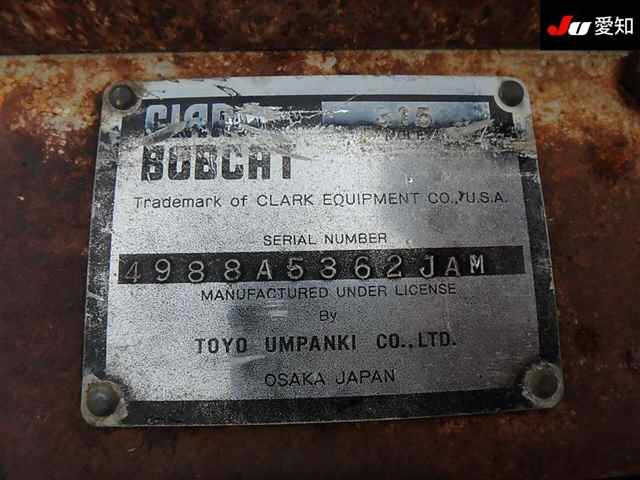 JU 愛知
CLARK
BOBCAT
Trademark of CLARK EQUIPMENT CO., U.S.A.
SERIAL NUMBER
4988A5362JAM
MANUFACTURED UNDER LICENSE
By
TOYO UMPANKI CO.,LTD.
OSAKA JAPAN